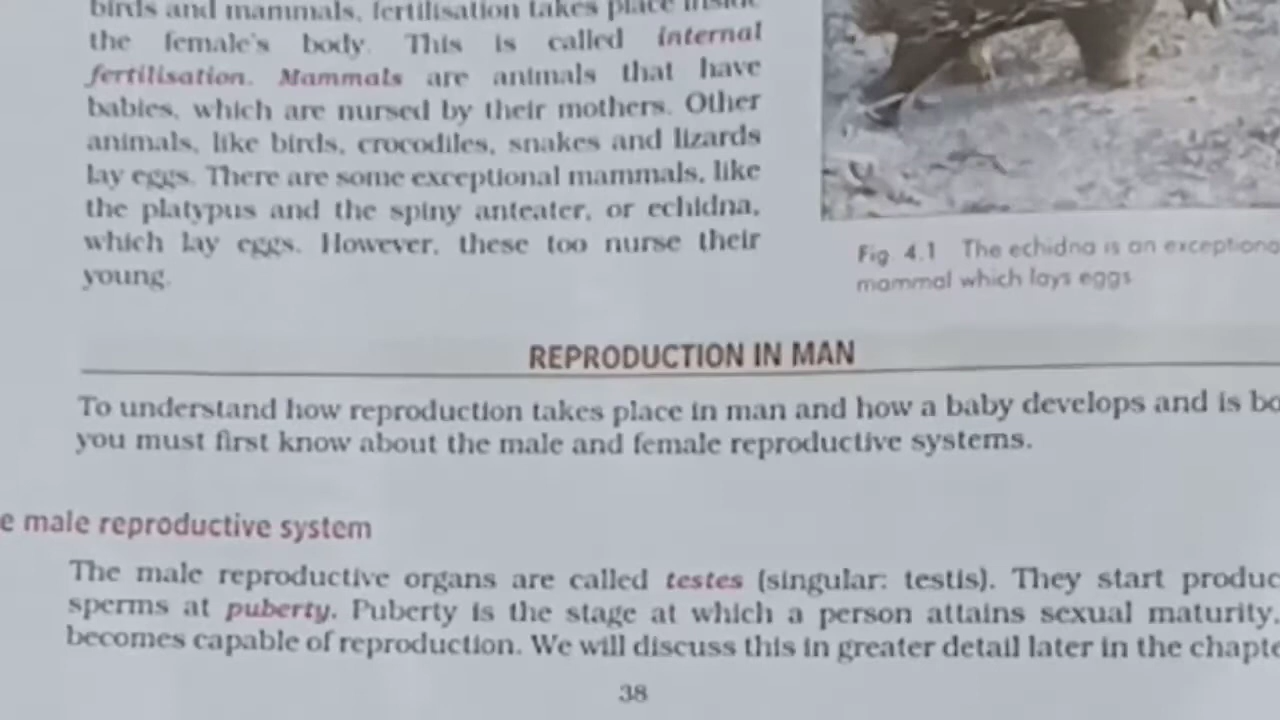 birds and mammals, fertilisation takes place inside
the female's body. This is called internal
fertilisation. Mammals are animals that have
babies, which are nursed by their mothers. Other
animals, like birds, crocodiles, snakes and lizards
lay eggs. There are some exceptional mammals, like
the platypus and the spiny anteater, or echidna,
which lay eggs. However, these too nurse their
young.
Fig 4.1 The echidna is an exceptiona
mammal which lays eggs
REPRODUCTION IN MAN
To understand how reproduction takes place in man and how a baby develops and is bo
you must first know about the male and female reproductive systems.
e male reproductive system
The male reproductive organs are called testes (singular: testis). They start produc
sperms at puberty. Puberty is the stage at which a person attains sexual maturity,
becomes capable of reproduction. We will discuss this in greater detail later in the chapte
38